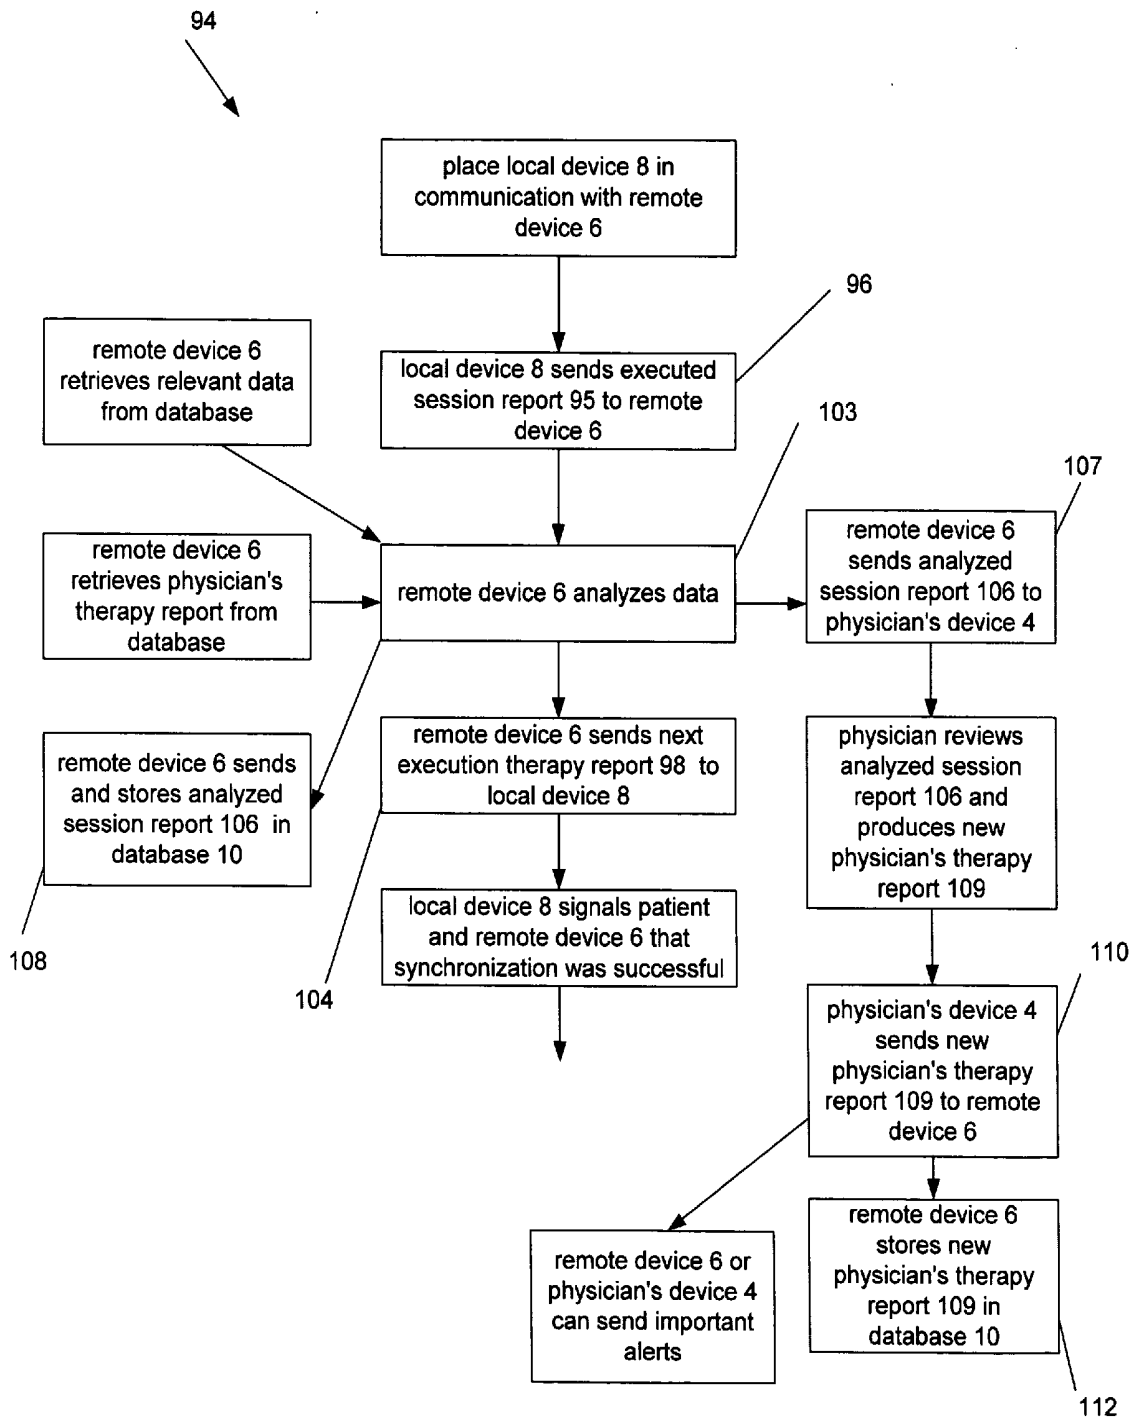 94
place local device 8 in
communication with remote
device 6
96
local device 8 sends executed
session report 95 to remote
device 6
remote device 6
retrieves relevant data
from database
103
107
remote device 6
retrieves physician's
therapy report from
database
remote device 6 analyzes data
remote device 6
sends analyzed
session report 106 to
physician's device 4
remote device 6 sends
and stores analyzed
session report 106 in
database 10
108
remote device 6 sends next
execution therapy report 98 to
local device 8
104
physician reviews
analyzed session
report 106 and
produces new
physician's therapy
report 109
local device 8 signals patient
and remote device 6 that
synchronization was successful
110
physician's device 4
sends new
physician's therapy
report 109 to remote
device 6
remote device 6 or
physician's device 4
can send important
alerts
remote device 6
stores new
physician's therapy
report 109 in
database 10
112